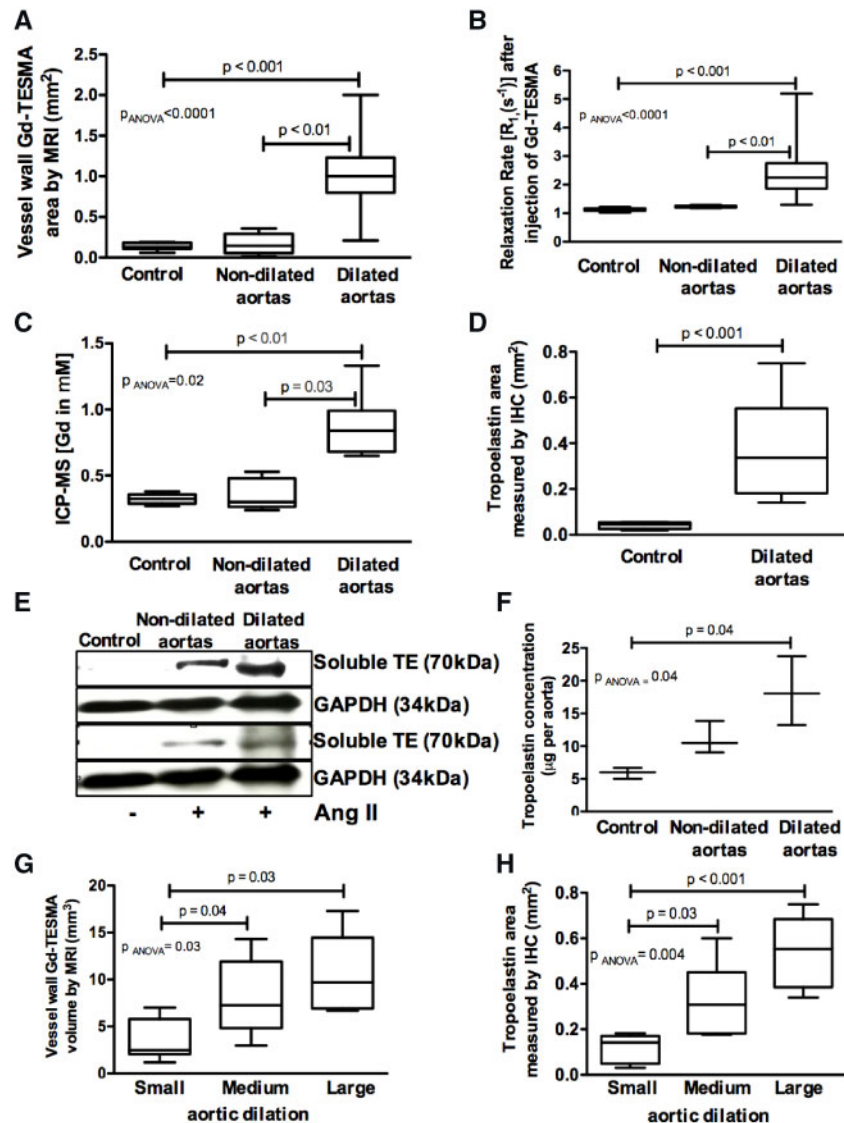 A
Vessel wall Gd-TESMA
area by MRI (mm²)
2.5
2.0
1.5
1.0
0.5
0.0
p < 0.001
p ANOVA<0.0001
p < 0.01
Control
Non-dilated
aortas
Dilated
aortas
B
Relaxation Rate [R1,(s⁻¹)] after
injection of Gd-TESMA
6
5
4
3
2
1
0
p < 0.001
p ANOVA<0.0001
p < 0.01
Control
Non-dilated
aortas
Dilated
aortas
C
ICP-MS [Gd in mM]
1.5
1.0
0.5
0.0
p < 0.01
p ANOVA=0.02
p = 0.03
Control
Non-dilated
aortas
Dilated
aortas
D
Tropoelastin area
measured by IHC (mm²)
0.8
0.6
0.4
0.2
0.0
p < 0.001
Control
Dilated
aortas
E
Control
Non-dilated
aortas
Dilated
aortas
Soluble TE (70kDa)
GAPDH (34kDa)
Soluble TE (70kDa)
GAPDH (34kDa)
- + + Ang II
F
Tropoelastin concentration
(µg per aorta)
25
20
15
10
5
0
p = 0.04
p ANOVA = 0.04
Control
Non-dilated
aortas
Dilated
aortas
G
Vessel wall Gd-TESMA
volume by MRI (mm³)
20
15
10
5
0
p = 0.03
p = 0.04
p ANOVA= 0.03
Small Medium Large
aortic dilation
H
Tropoelastin area
measured by IHC (mm²)
0.8
0.6
0.4
0.2
0.0
p < 0.001
p = 0.03
p ANOVA= 0.004
Small Medium Large
aortic dilation